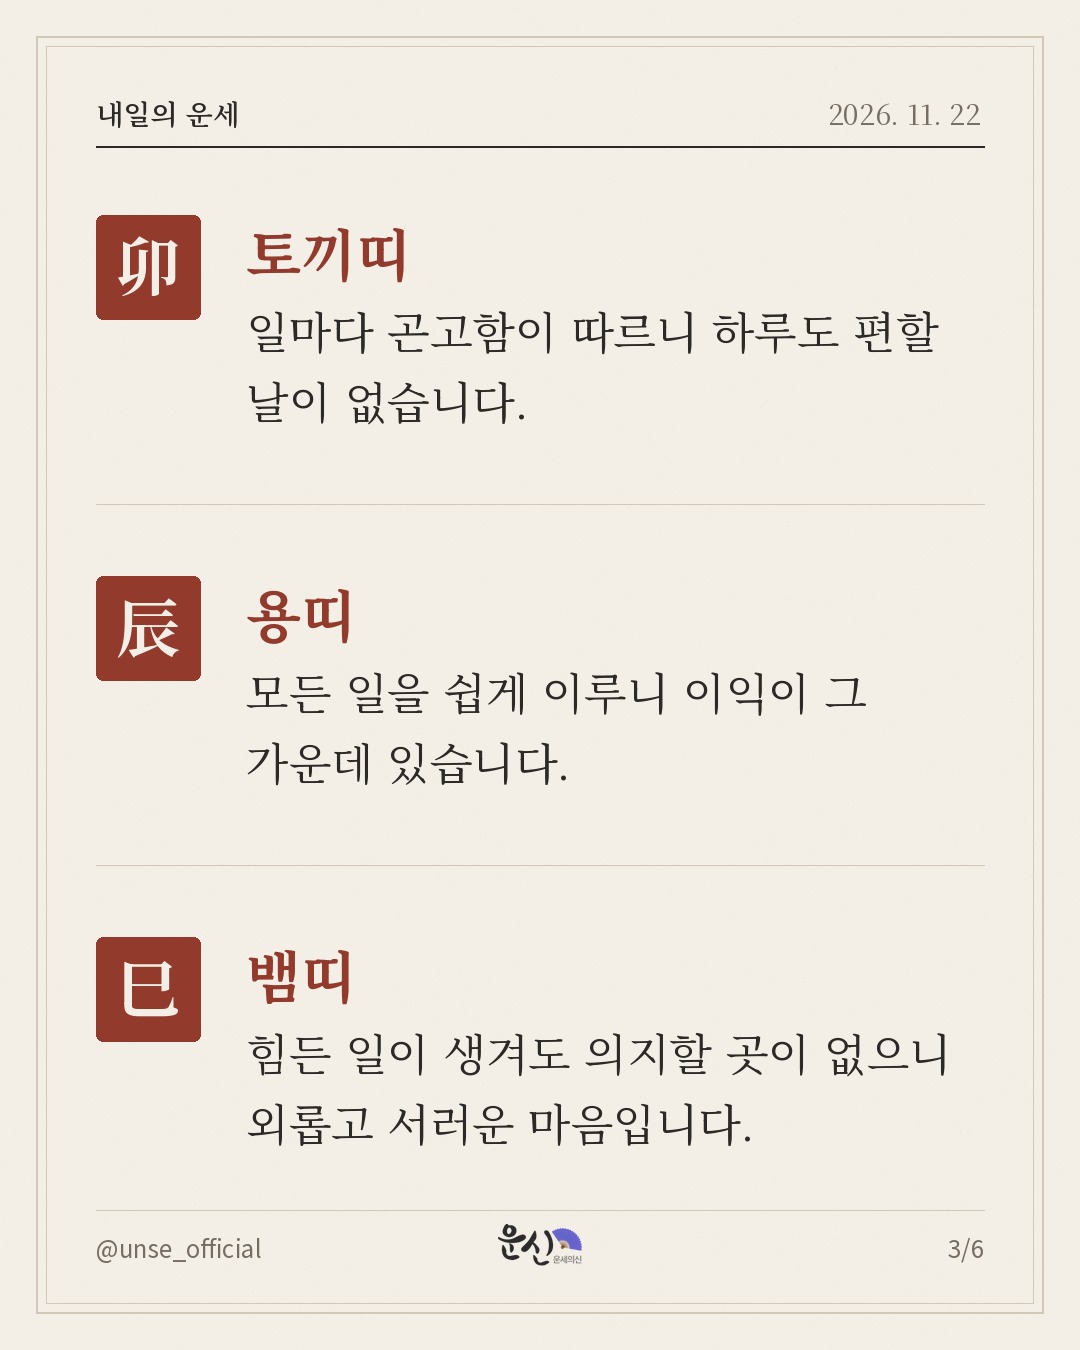 내일의 운세
2026. 11. 22
卯
토끼띠
일마다 곤고함이 따르니 하루도 편할
날이 없습니다.
辰
용띠
모든 일을 쉽게 이루니 이익이 그
가운데 있습니다.
巳
뱀띠
힘든 일이 생겨도 의지할 곳이 없으니
외롭고 서러운 마음입니다.
@unse_official
운신
운세의신
3/6